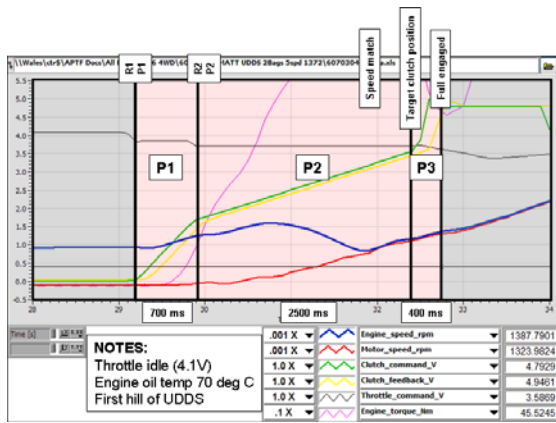 \\Wales\ctr$\APTF Docs\All 6 4WD/60 HATT UDDS 2Bags 5spd 1372\6070304 a.xls
R1 P1
R2 P2
Speed match
Target clutch position
Full engaged
5.5
5.0
4.5
4.0
3.5
3.0
2.5
2.0
1.5
1.0
0.5
0.0
P1
P2
P3
28 29 30 32 33 34
700 ms 2500 ms 400 ms
Time [s]
NOTES:
Throttle idle (4.1V)
Engine oil temp 70 deg C
First hill of UDDS
.001 X Engine_speed_rpm 1387.7901
.001 X Motor_speed_rpm 1323.9824
1.0 X Clutch_command_V 4.7929
1.0 X Clutch_feedback_V 4.9461
1.0 X Throttle_command_V 3.5869
.1 X Engine_torque_Nm 45.5245